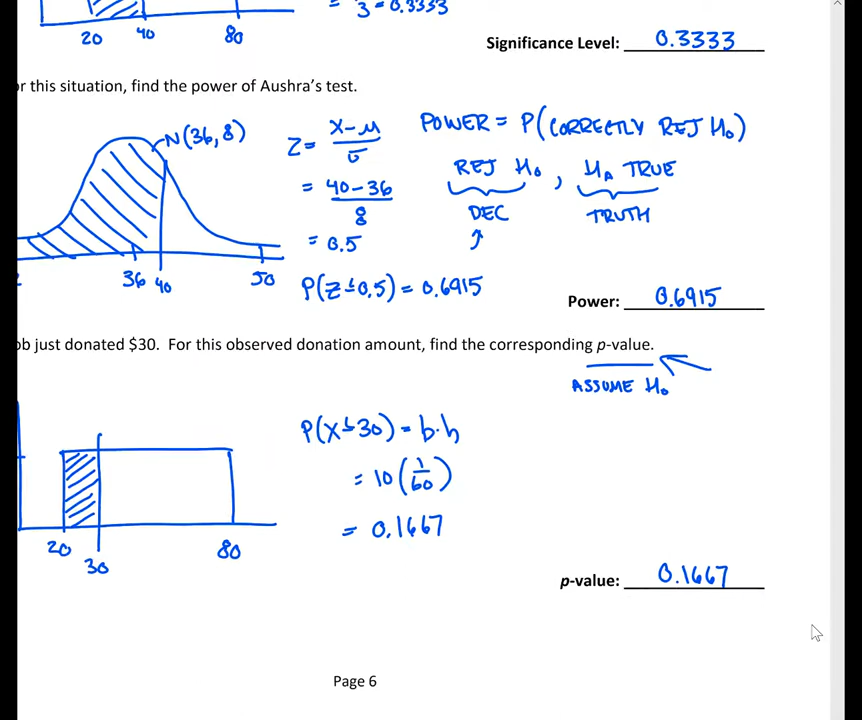 = 3 = 0.3333
20 40 80
Significance Level: 0.3333
or this situation, find the power of Aushra's test.
N(36, 8)
Z = X-μ / σ
= 40-36 / 8
= 0.5
P(Z ≤ 0.5) = 0.6915
36 40 50
POWER = P(CORRECTLY REJ H₀)
REJ H₀, Hₐ TRUE
DEC TRUTH
Power: 0.6915
ob just donated $30. For this observed donation amount, find the corresponding p-value.
ASSUME H₀
P(X ≤ 30) = b·h
= 10 (1/60)
= 0.1667
20 30 80
p-value: 0.1667
Page 6